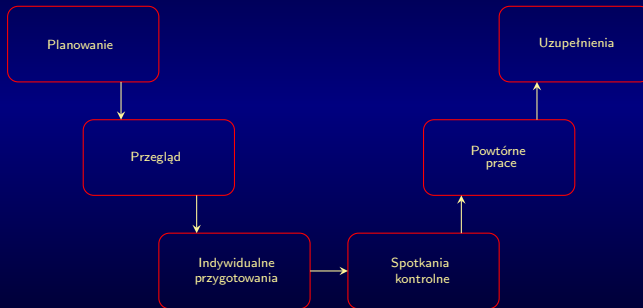 Planowanie
Przegląd
Indywidualne
przygotowania
Spotkania
kontrolne
Powtórne
prace
Uzupełnienia